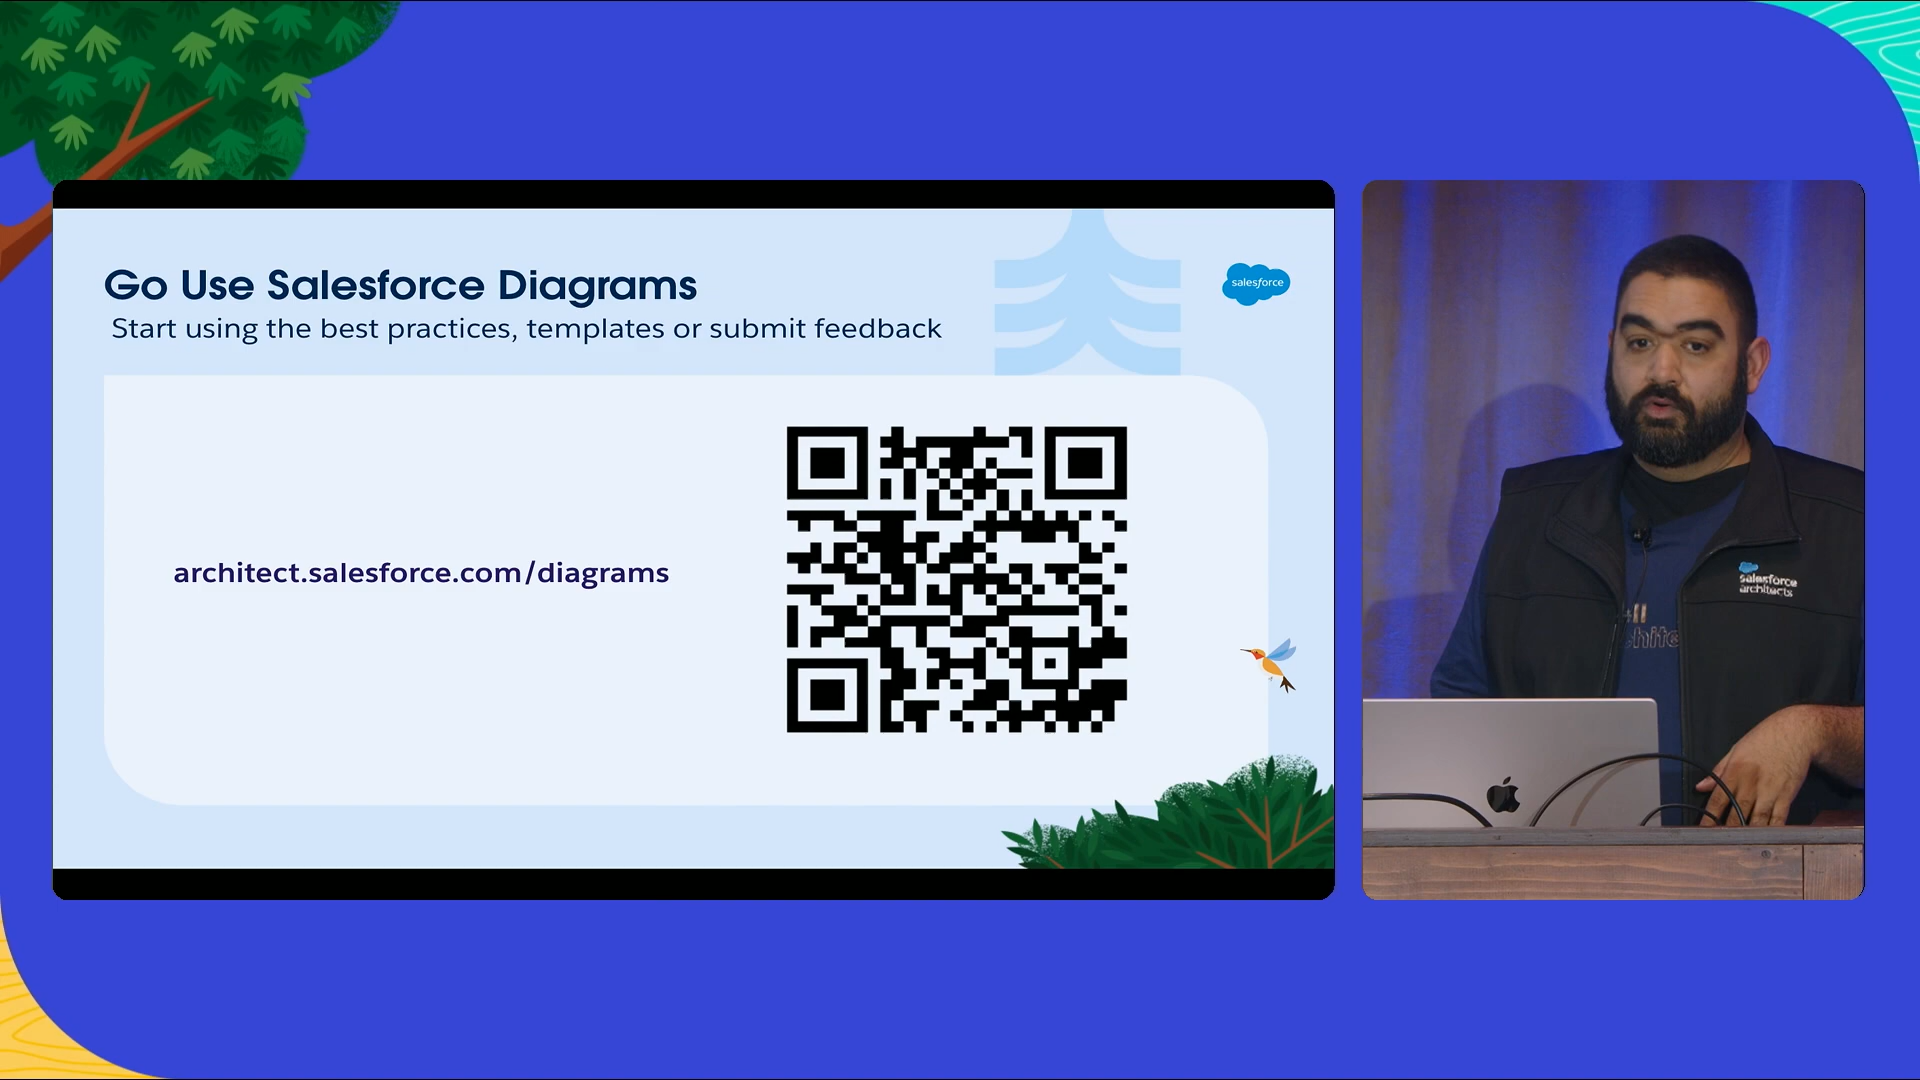 Go Use Salesforce Diagrams
Start using the best practices, templates or submit feedback
salesforce
architect.salesforce.com/diagrams
salesforce
architects